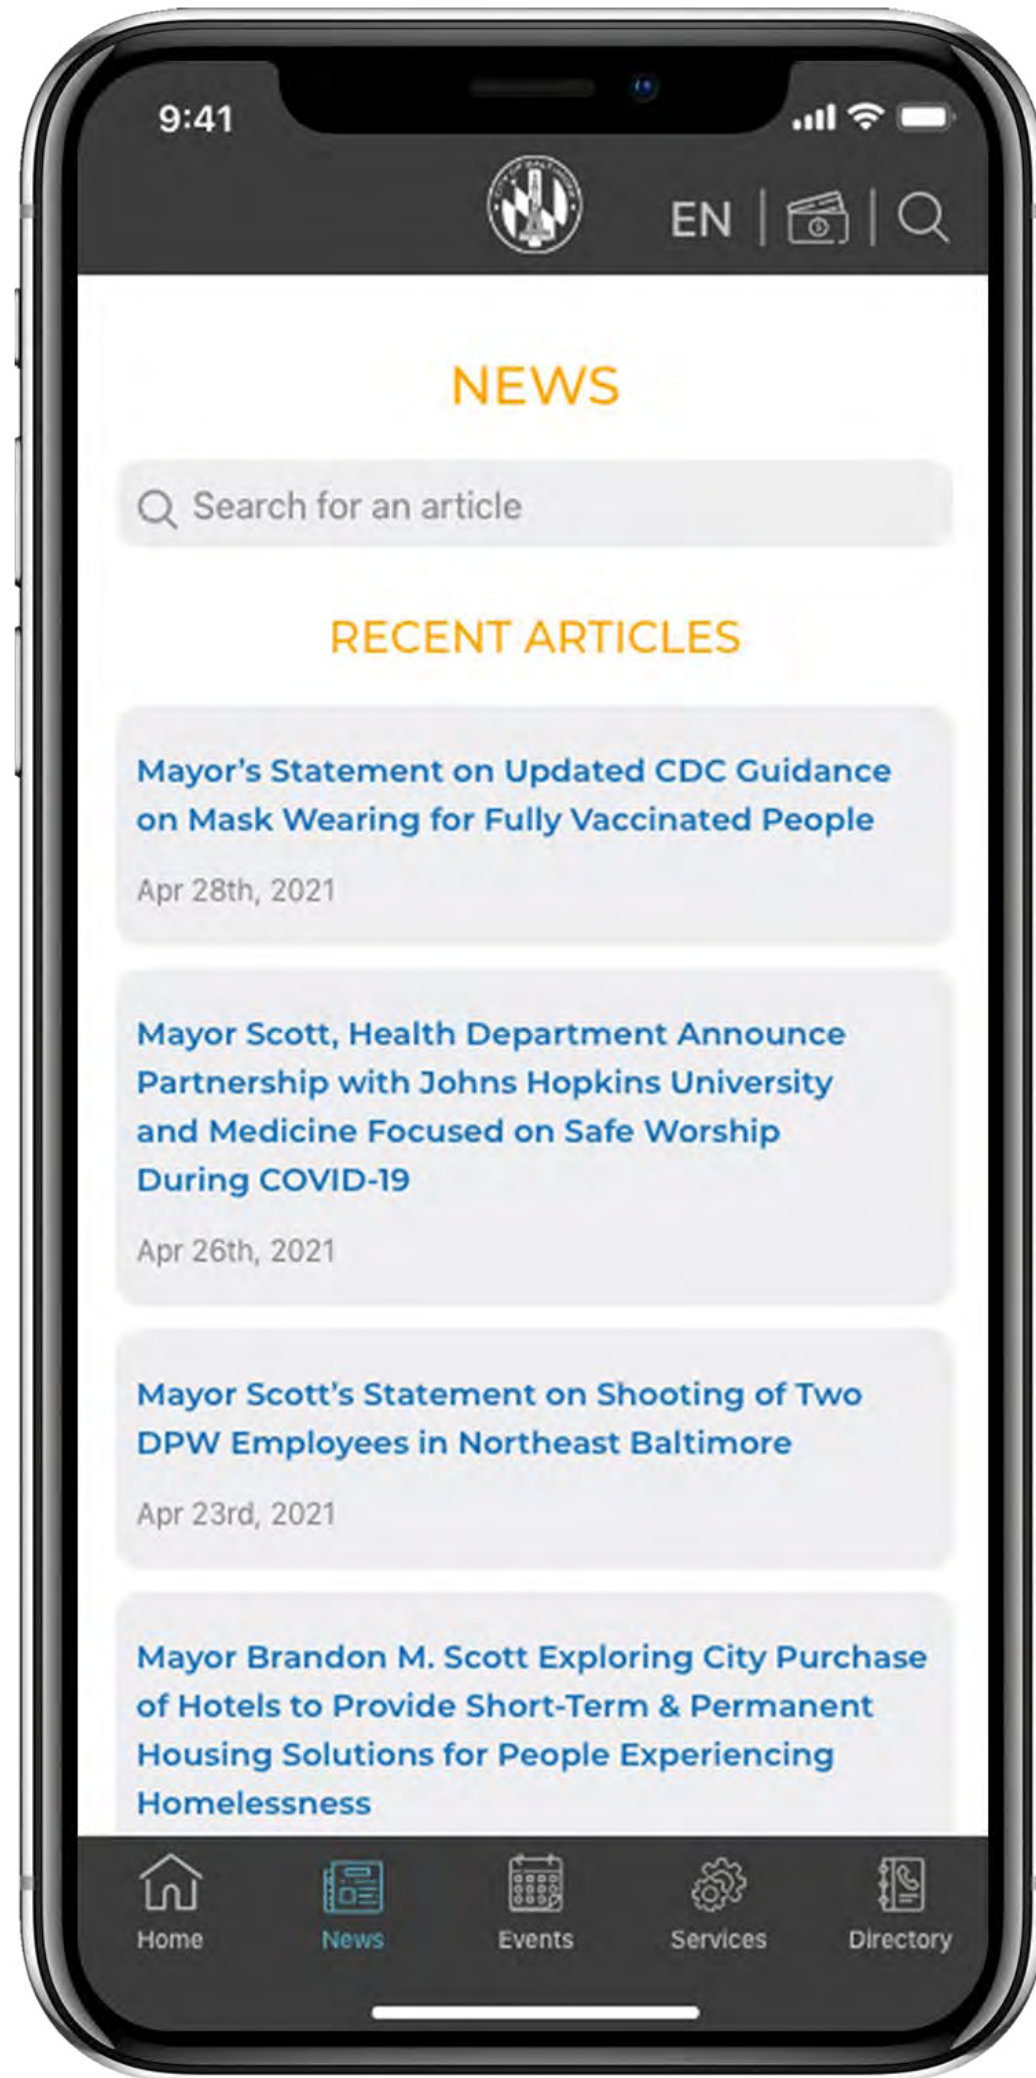 9:41
EN
NEWS
Search for an article
RECENT ARTICLES
Mayor's Statement on Updated CDC Guidance
on Mask Wearing for Fully Vaccinated People
Apr 28th, 2021
Mayor Scott, Health Department Announce
Partnership with Johns Hopkins University
and Medicine Focused on Safe Worship
During COVID-19
Apr 26th, 2021
Mayor Scott's Statement on Shooting of Two
DPW Employees in Northeast Baltimore
Apr 23rd, 2021
Mayor Brandon M. Scott Exploring City Purchase
of Hotels to Provide Short-Term & Permanent
Housing Solutions for People Experiencing
Homelessness
Home News Events Services Directory